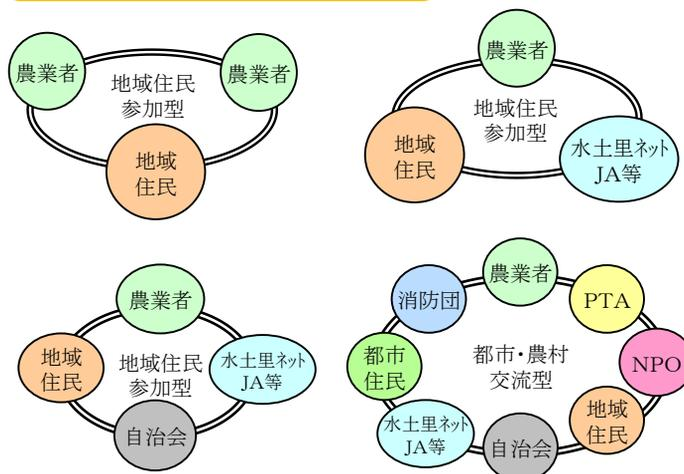 農業者
農業者
地域住民
参加型
地域
住民
農業者
地域住民
参加型
地域
住民
水土里ネット
JA等
農業者
地域
住民
地域住民
参加型
水土里ネット
JA等
自治会
農業者
消防団
PTA
都市
住民
都市・農村
交流型
NPO
水土里ネット
JA等
自治会
地域
住民